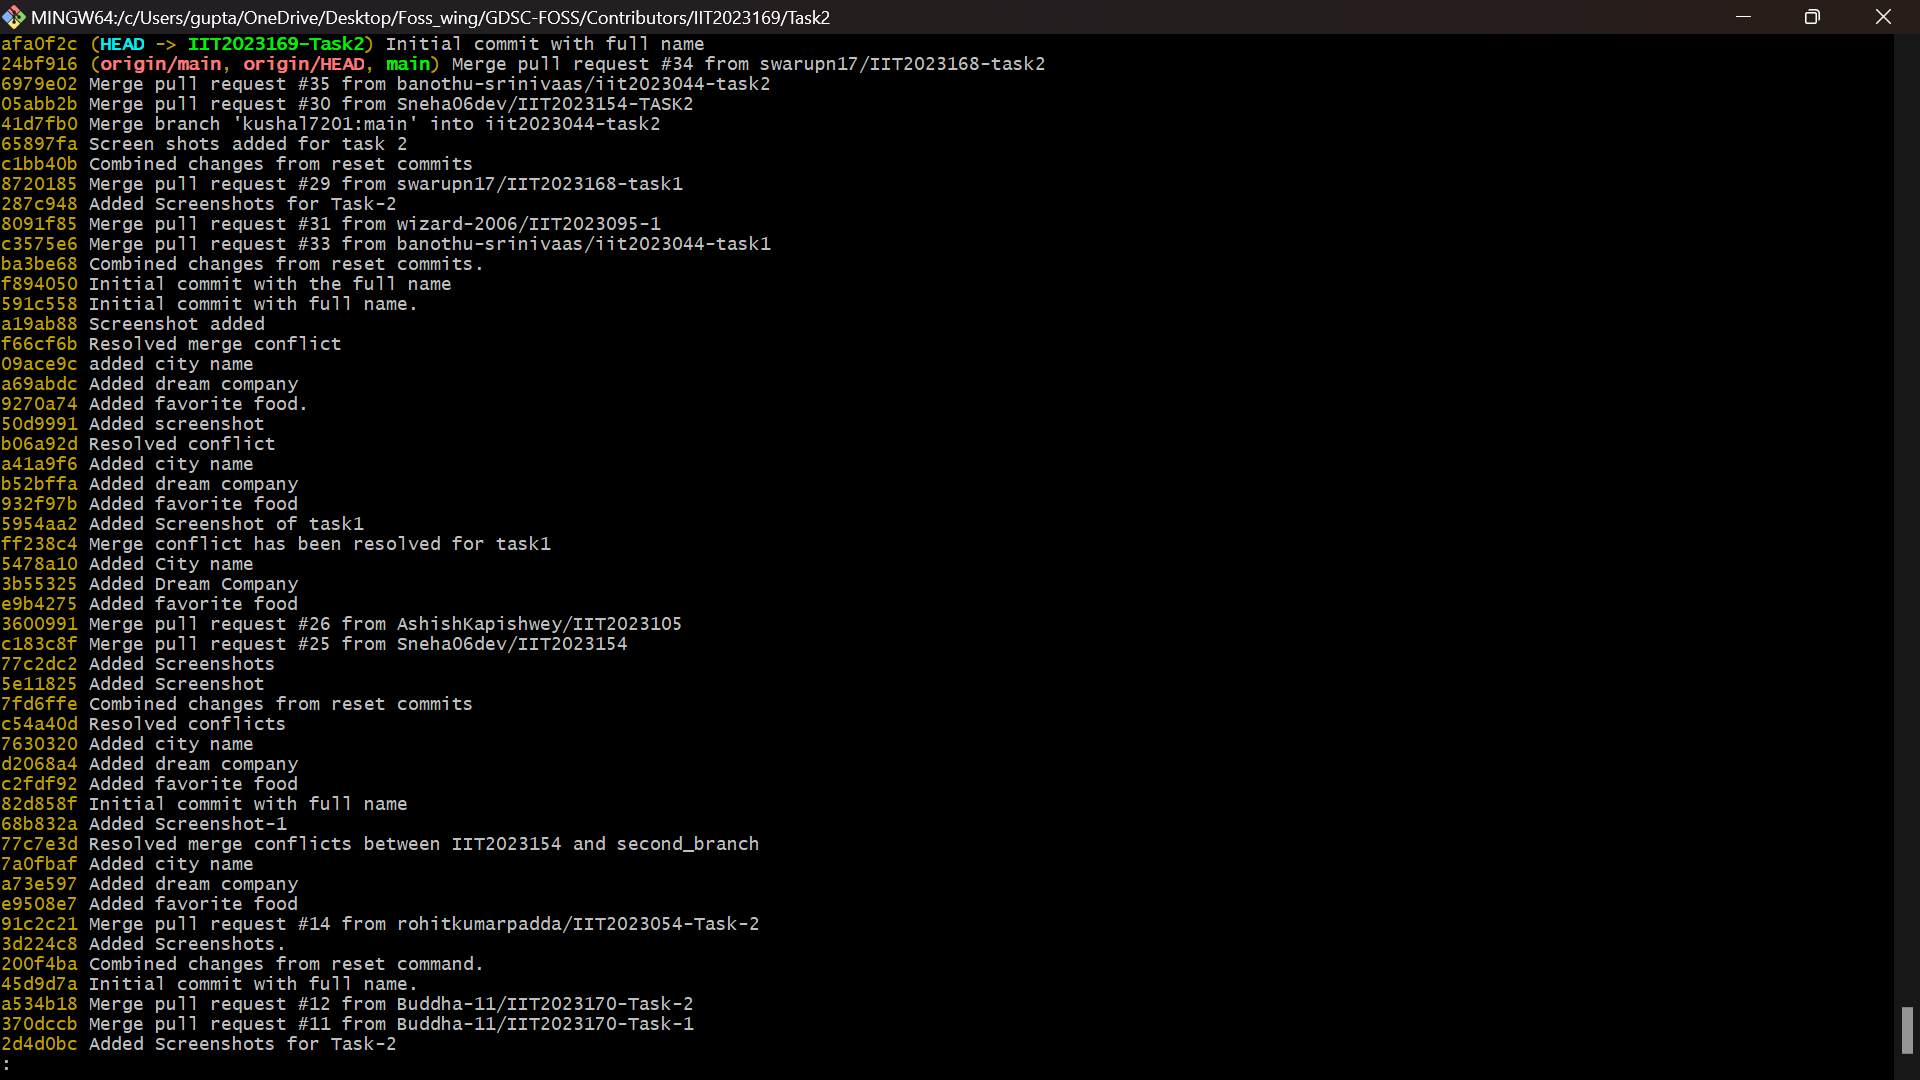 MINGW64:/c/Users/gupta/OneDrive/Desktop/Foss_wing/GDSC-FOSS/Contributors/IIT2023169/Task2
afa0f2c (HEAD -> IIT2023169-Task2) Initial commit with full name
24bf916 (origin/main, origin/HEAD, main) Merge pull request #34 from swarupn17/IIT2023168-task2
6979e02 Merge pull request #35 from banothu-srinivaas/iit2023044-task2
05abb2b Merge pull request #30 from Sneha06dev/IIT2023154-TASK2
41d7fb0 Merge branch 'kushal7201:main' into iit2023044-task2
65897fa Screen shots added for task 2
c1bb40b Combined changes from reset commits
8720185 Merge pull request #29 from swarupn17/IIT2023168-task1
287c948 Added Screenshots for Task-2
8091f85 Merge pull request #31 from wizard-2006/IIT2023095-1
c3575e6 Merge pull request #33 from banothu-srinivaas/iit2023044-task1
ba3be68 Combined changes from reset commits.
f894050 Initial commit with the full name
591c558 Initial commit with full name.
a19ab88 Screenshot added
f66cf6b Resolved merge conflict
09ace9c added city name
a69abdc Added dream company
9270a74 Added favorite food.
50d9991 Added screenshot
b06a92d Resolved conflict
a41a9f6 Added city name
b52bffa Added dream company
932f97b Added favorite food
5954aa2 Added Screenshot of task1
ff238c4 Merge conflict has been resolved for task1
5478a10 Added City name
3b55325 Added Dream Company
e9b4275 Added favorite food
3600991 Merge pull request #26 from AshishKapishwey/IIT2023105
c183c8f Merge pull request #25 from Sneha06dev/IIT2023154
77c2dc2 Added Screenshots
5e11825 Added Screenshot
7fd6ffe Combined changes from reset commits
c54a40d Resolved conflicts
7630320 Added city name
d2068a4 Added dream company
c2fdf92 Added favorite food
82d858f Initial commit with full name
68b832a Added Screenshot-1
77c7e3d Resolved merge conflicts between IIT2023154 and second_branch
7a0fbaf Added city name
a73e597 Added dream company
e9508e7 Added favorite food
91c2c21 Merge pull request #14 from rohitkumarpadda/IIT2023054-Task-2
3d224c8 Added Screenshots.
200f4ba Combined changes from reset command.
45d9d7a Initial commit with full name.
a534b18 Merge pull request #12 from Buddha-11/IIT2023170-Task-2
370dccb Merge pull request #11 from Buddha-11/IIT2023170-Task-1
2d4d0bc Added Screenshots for Task-2
: